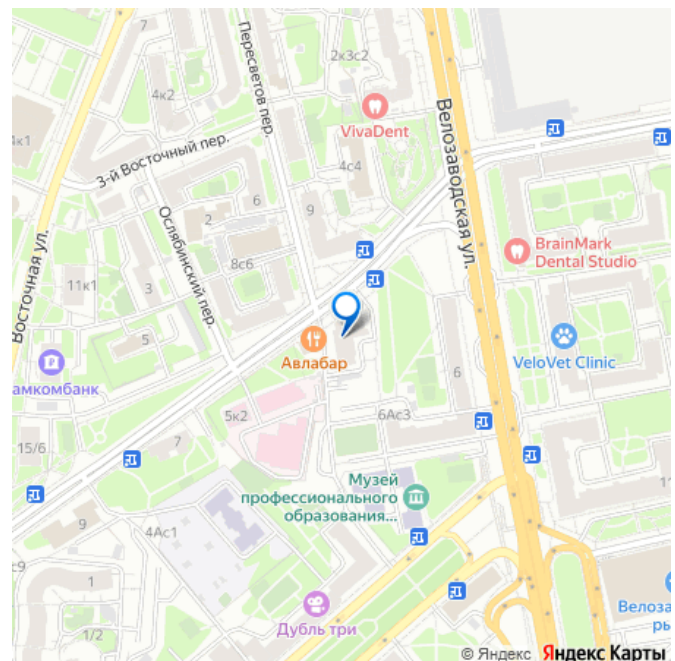 7
Пересветов пер.
2к3с2
4к2
VivaDent
4к1
3-й Восточный пер.
4с4
Велозаводская ул.
6
2
9
Ослябинский пер.
8с6
BrainMark
Dental Studio
11к1
3
Восточная ул.
5
Авлабар
VeloVet Clinic
амкомбанк
6
5к2
6Ас3
15/6
7
Музей
профессионального
образования...
9
4Ас1
с9
1
Дубль три
1/2
Велоза
ры
© Яндекс Яндекс Карты